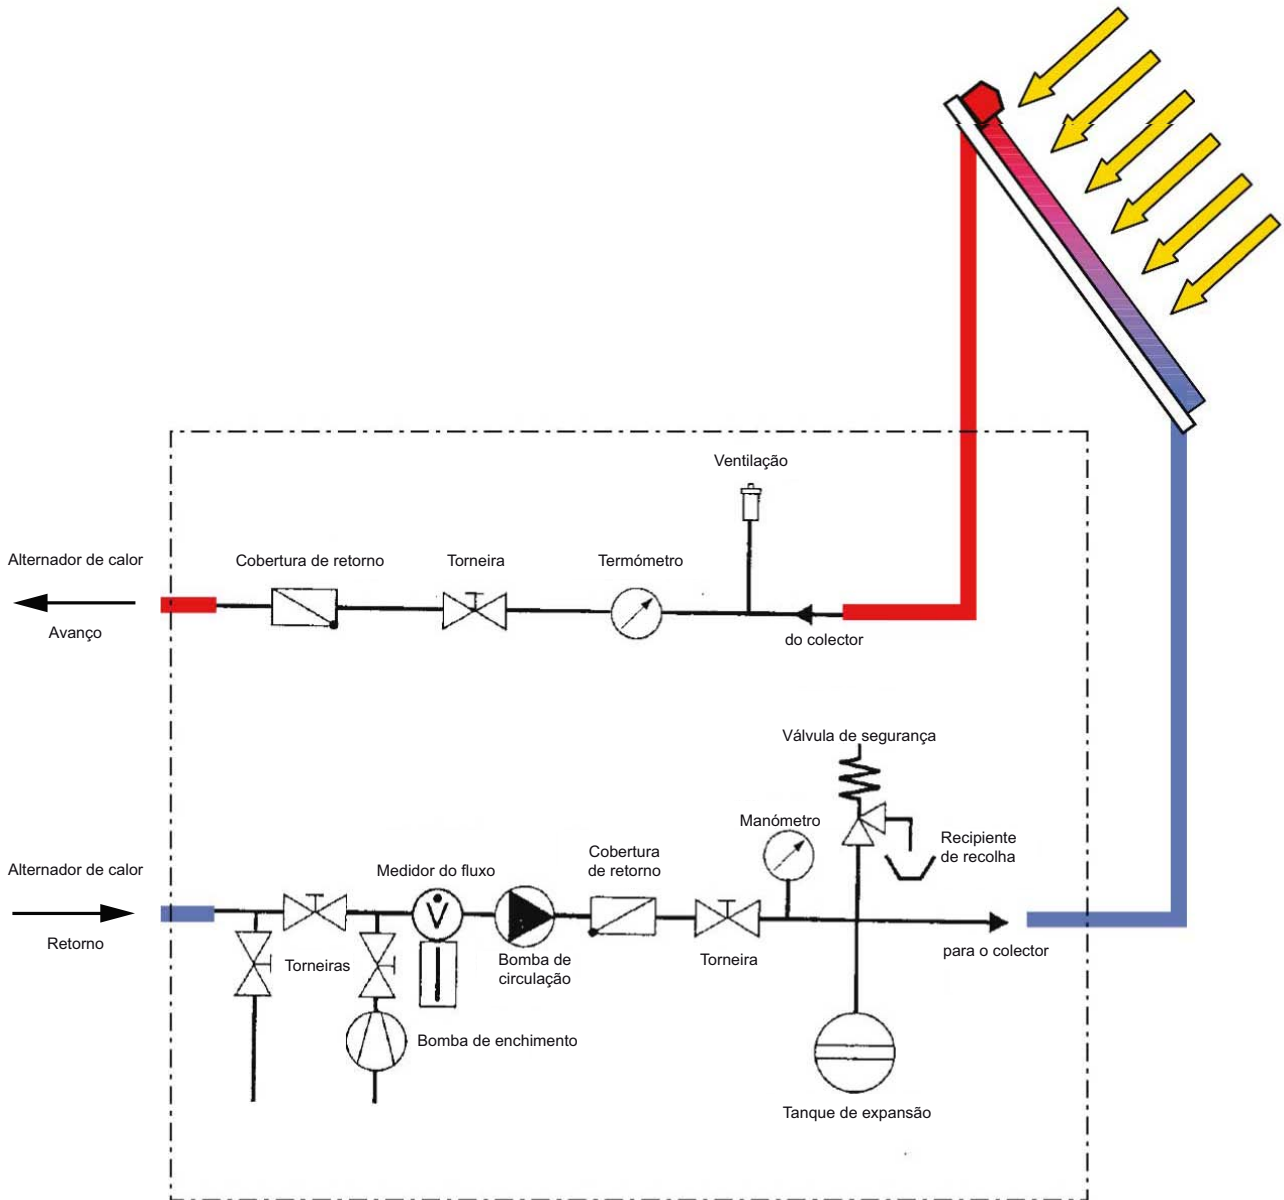 Ventilação
Alternador de calor
Cobertura de retorno
Torneira
Termómetro
Avanço
do colector
Válvula de segurança
Manómetro
Recipiente
de recolha
Cobertura
de retorno
Alternador de calor
Medidor do fluxo
V
Retorno
Torneiras
Bomba de
circulação
Torneira
para o colector
Bomba de enchimento
Tanque de expansão